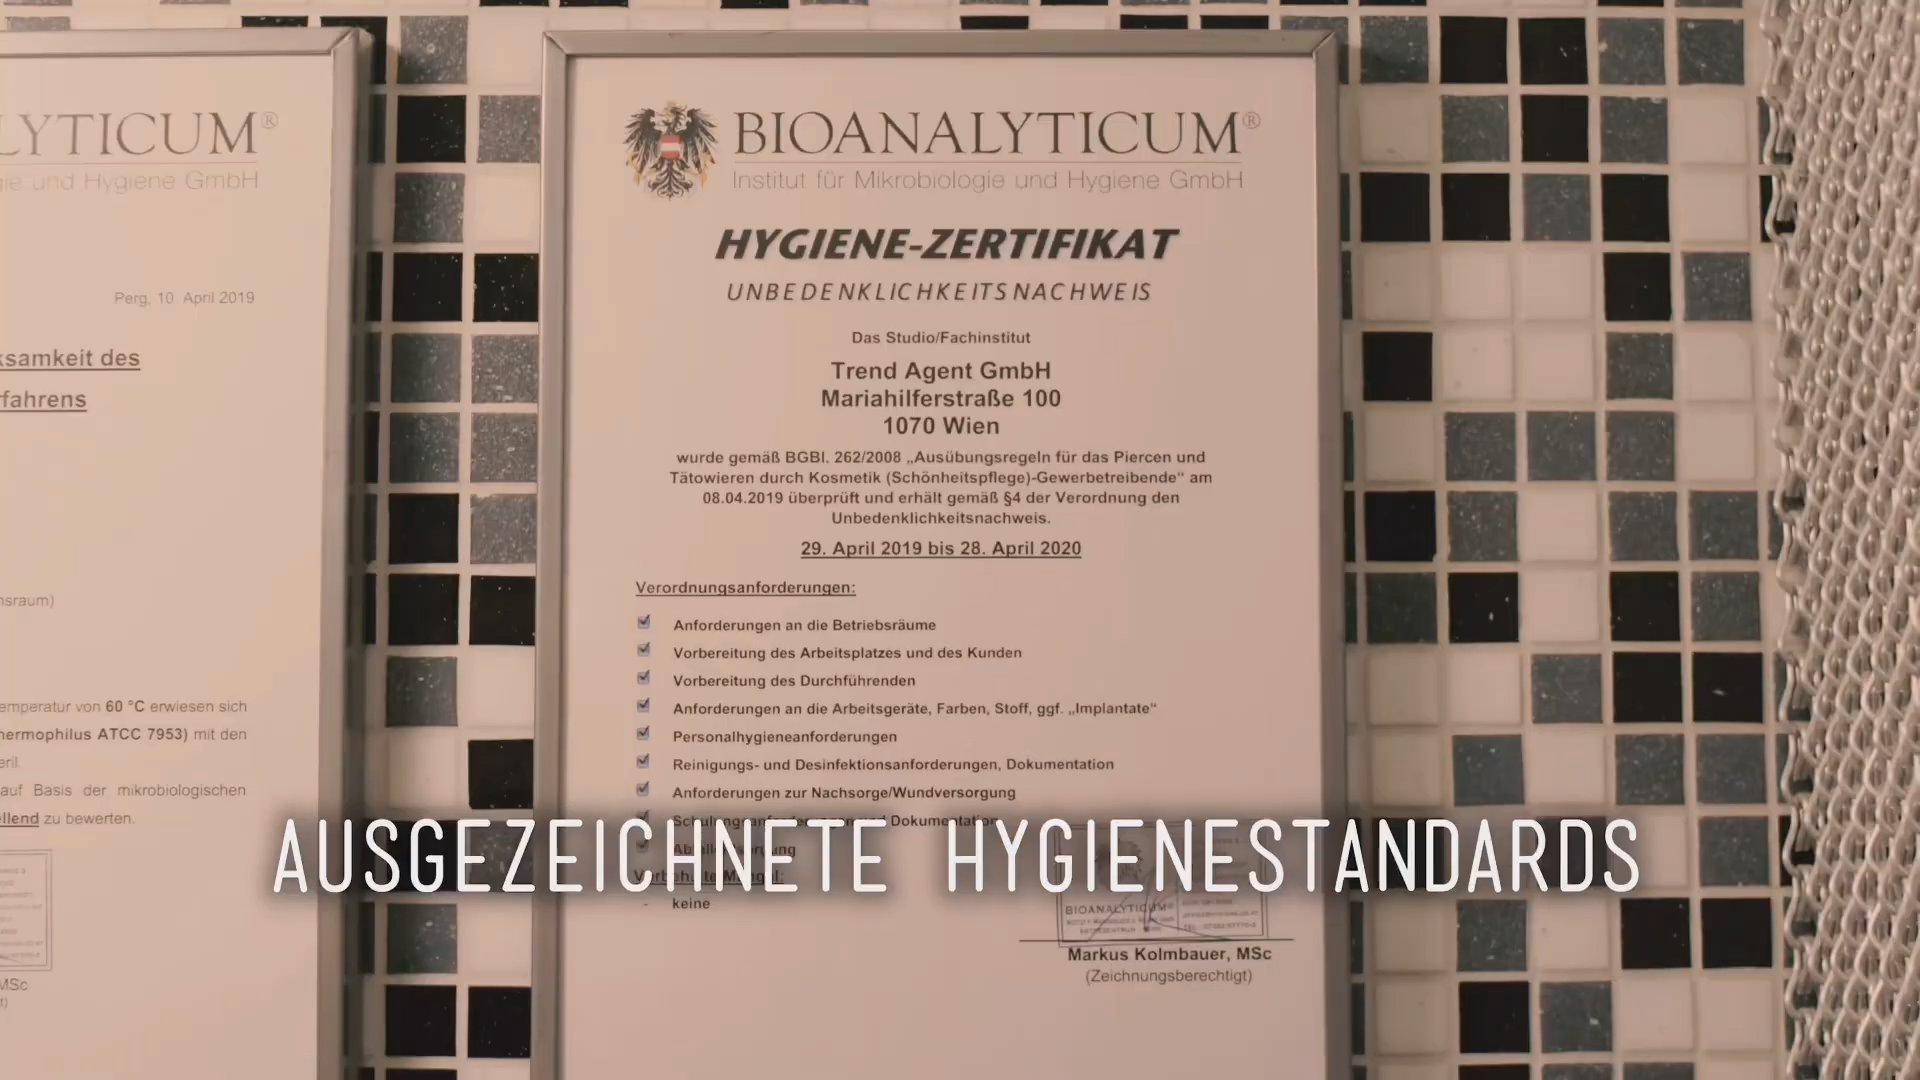 LYTICUM®
gie und Hygiene GmbH
Perg, 10. April 2019
ksamkeit des
rfahrens
nsraum)
emperatur von 60 °C erwiesen sich
hermophilus ATCC 7953) mit den
eril.
auf Basis der mikrobiologischen
ellend zu bewerten.
MSc
BIOANALYTICUM®
Institut für Mikrobiologie und Hygiene GmbH
HYGIENE-ZERTIFIKAT
UNBEDENKLICHKEITSNACHWEIS
Das Studio/Fachinstitut
Trend Agent GmbH
Mariahilferstraße 100
1070 Wien
wurde gemäß BGBl. 262/2008 „Ausübungsregeln für das Piercen und
Tätowieren durch Kosmetik (Schönheitspflege)-Gewerbetreibende“ am
08.04.2019 überprüft und erhält gemäß §4 der Verordnung den
Unbedenklichkeitsnachweis.
29. April 2019 bis 28. April 2020
Verordnungsanforderungen:
Anforderungen an die Betriebsräume
Vorbereitung des Arbeitsplatzes und des Kunden
Vorbereitung des Durchführenden
Anforderungen an die Arbeitsgeräte, Farben, Stoff, ggf. „Implantate“
Personalhygieneanforderungen
Reinigungs- und Desinfektionsanforderungen, Dokumentation
Anforderungen zur Nachsorge/Wundversorgung
Schulungsanforderungen und Dokumentation
Abfallentsorgung
AUSGEZEICHNETE HYGIENESTANDARDS
- keine
BIOANALYTICUM®
Markus Kolmbauer, MSc
(Zeichnungsberechtigt)